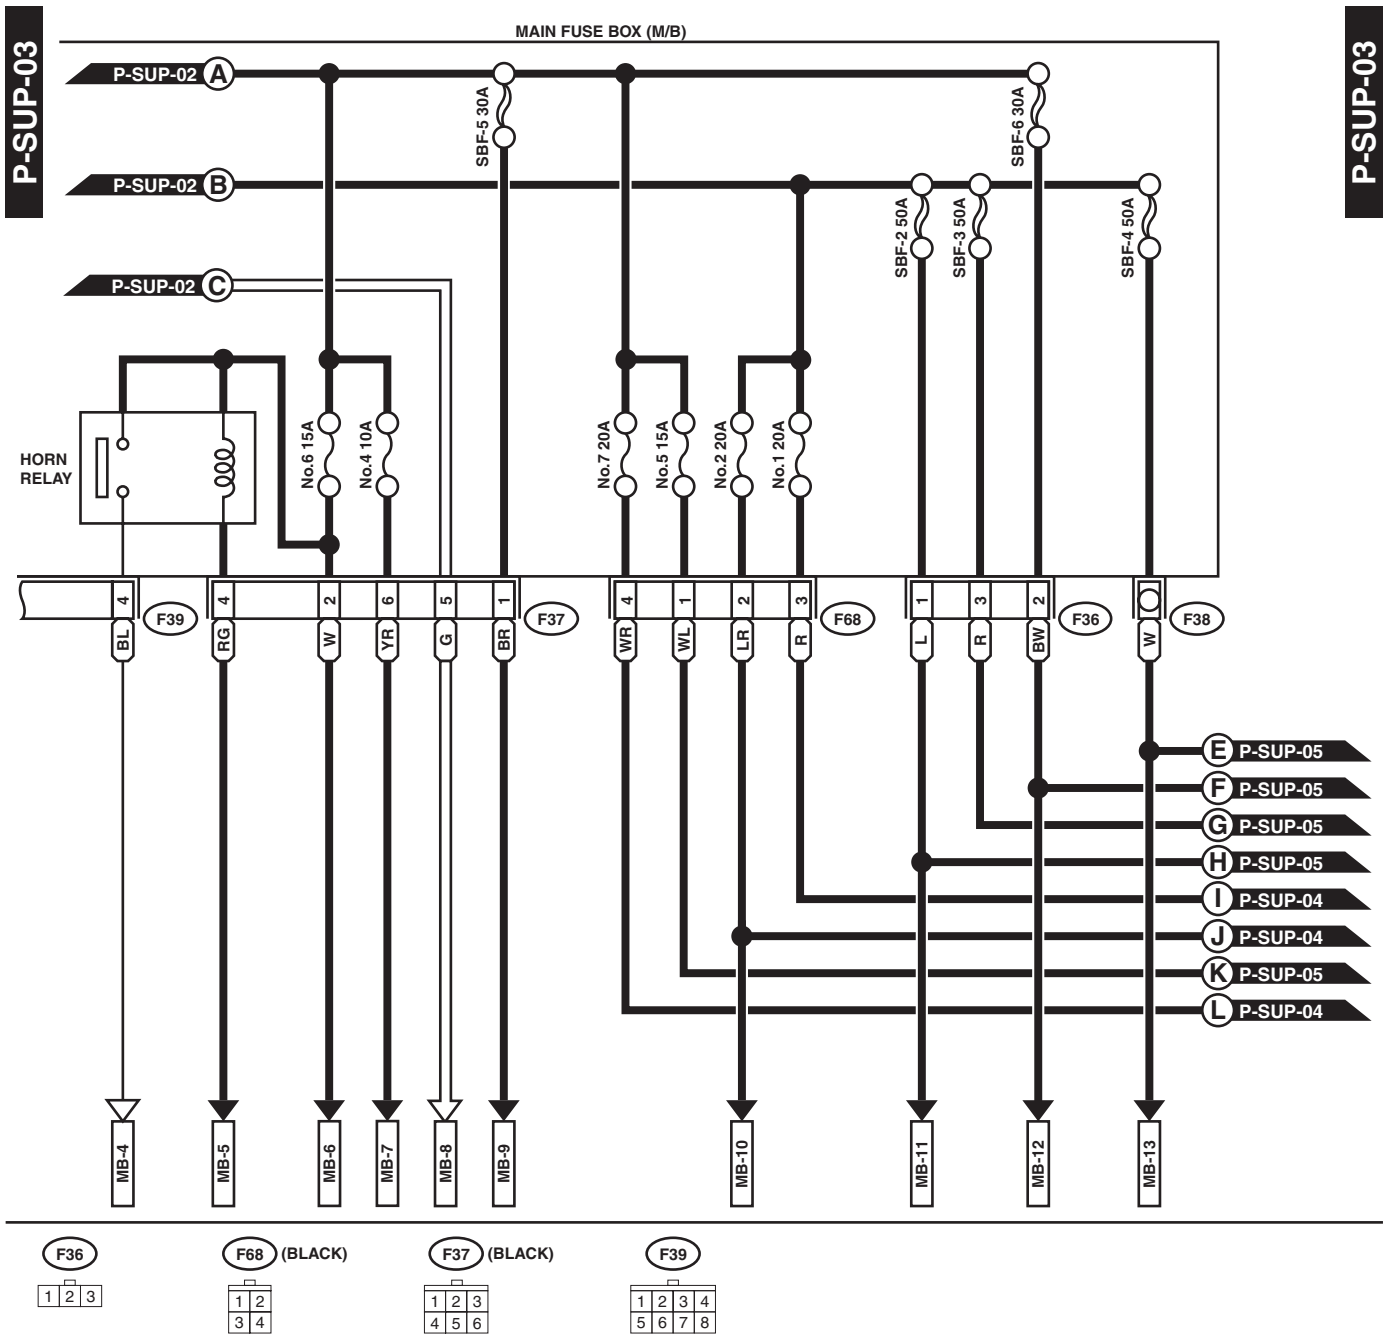 P-SUP-03
P-SUP-03
MAIN FUSE BOX (M/B)
P-SUP-02 A
SBF-5 30A
SBF-6 30A
P-SUP-02 B
SBF-2 50A
SBF-3 50A
SBF-4 50A
P-SUP-02 C
HORN
RELAY
No.6 15A
No.4 10A
No.7 20A
No.5 15A
No.2 20A
No.1 20A
4 F39 4 2 6 5 1 F37 4 1 2 3 F68 1 3 2 F36 F38
BL RG W YR G BR WR WL LR R L R BW W
E P-SUP-05
F P-SUP-05
G P-SUP-05
H P-SUP-05
I P-SUP-04
J P-SUP-04
K P-SUP-05
L P-SUP-04
MB-4 MB-5 MB-6 MB-7 MB-8 MB-9 MB-10 MB-11 MB-12 MB-13
F36 F68 (BLACK) F37 (BLACK) F39
1 2 3 1 2 1 2 3 1 2 3 4
3 4 4 5 6 5 6 7 8